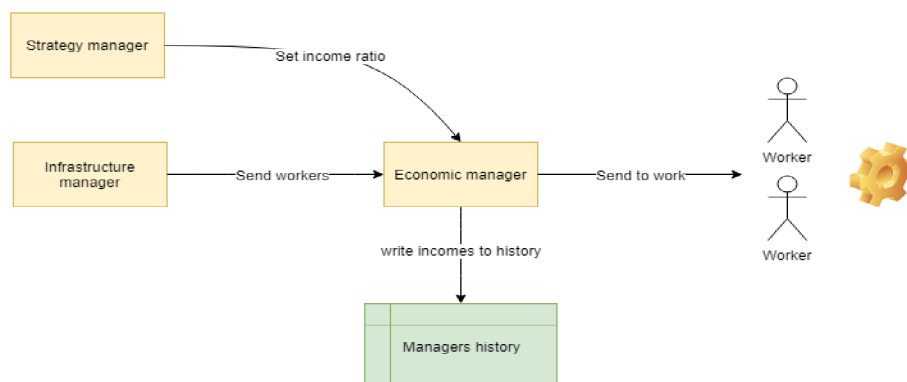 Strategy manager
Set income ratio
Infrastructure
manager
Send workers
Economic manager
Send to work
Worker
Worker
write incomes to history
Managers history